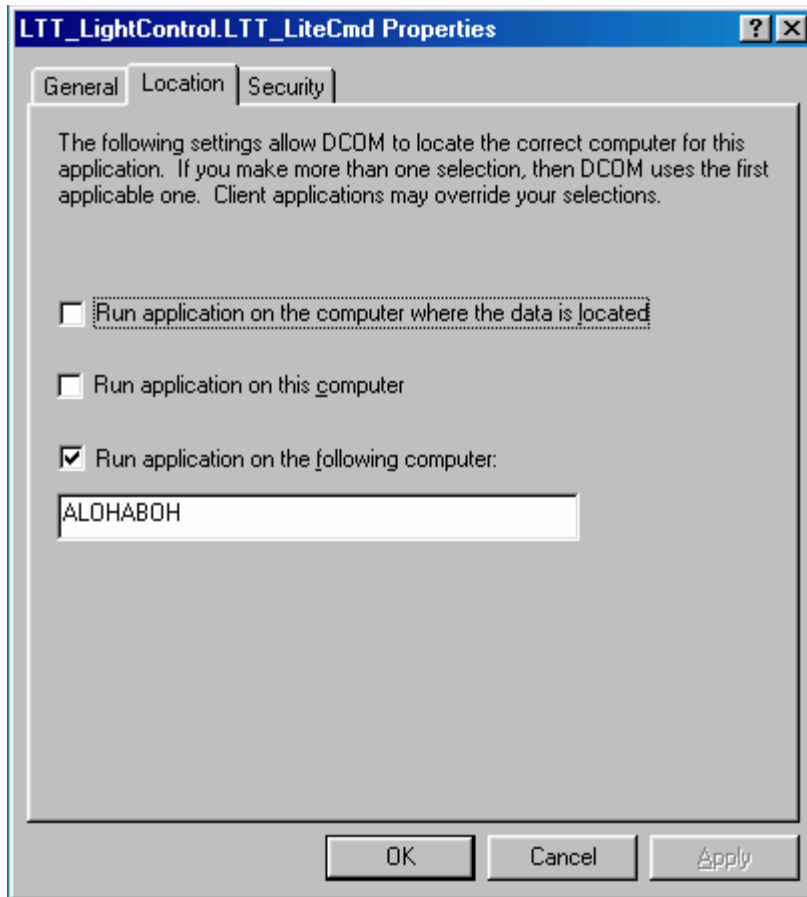 LTT_LightControl.LTT_LiteCmd Properties
General Location Security
The following settings allow DCOM to locate the correct computer for this
application. If you make more than one selection, then DCOM uses the first
applicable one. Client applications may override your selections.
Run application on the computer where the data is located
Run application on this computer
Run application on the following computer:
ALOHABOH
OK Cancel Apply